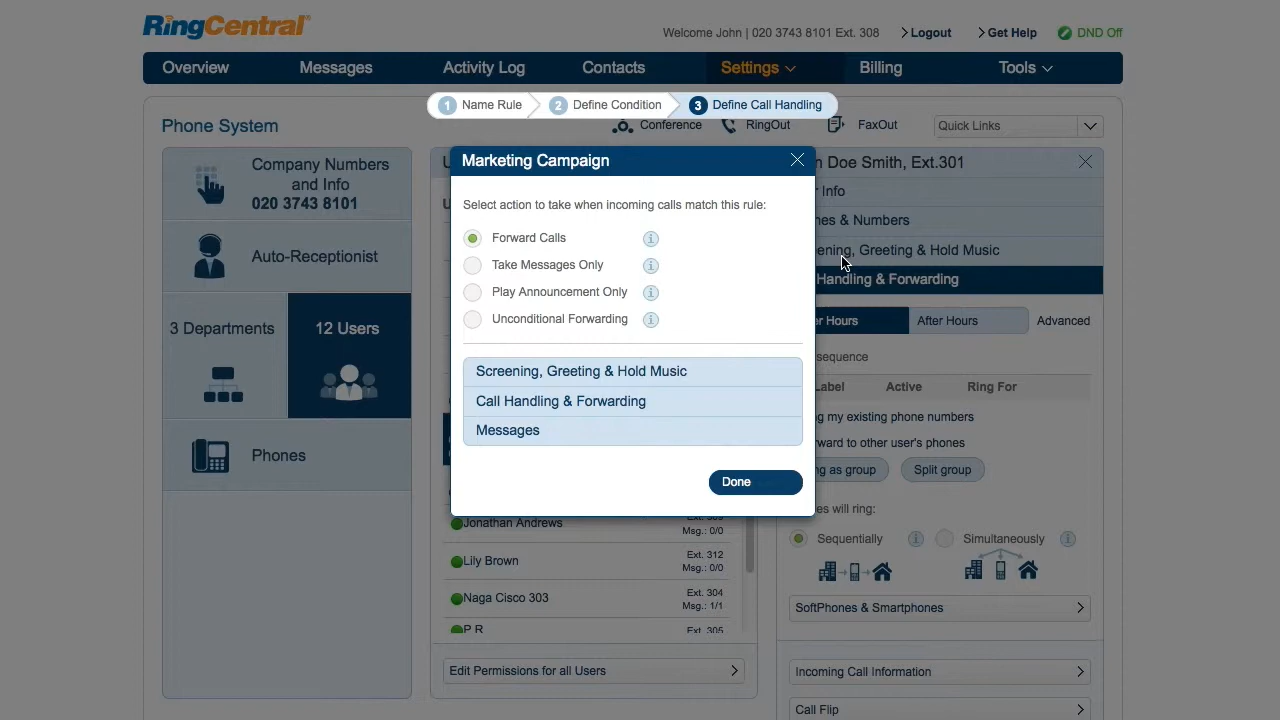 RingCentral®
Welcome John | 020 3743 8101 Ext. 308
Logout
Get Help
DND Off
Overview
Messages
Activity Log
Contacts
Settings
Billing
Tools
1 Name Rule
2 Define Condition
3 Define Call Handling
Phone System
Conference
RingOut
FaxOut
Quick Links
Company Numbers
and Info
020 3743 8101
Auto-Receptionist
3 Departments
12 Users
Phones
Marketing Campaign
Select action to take when incoming calls match this rule:
Forward Calls
Take Messages Only
Play Announcement Only
Unconditional Forwarding
Screening, Greeting & Hold Music
Call Handling & Forwarding
Messages
Done
Jonathan Andrews
Msg.: 0/0
Lily Brown
Ext. 312
Msg.: 0/0
Naga Cisco 303
Ext. 304
Msg.: 1/1
P R
Ext. 305
Edit Permissions for all Users
Doe Smith, Ext.301
Info
& Numbers
Greeting & Hold Music
Handling & Forwarding
Hours
After Hours
Advanced
sequence
Label
Active
Ring For
my existing phone numbers
to other user's phones
as group
Split group
will ring:
Sequentially
Simultaneously
SoftPhones & Smartphones
Incoming Call Information
Call Flip